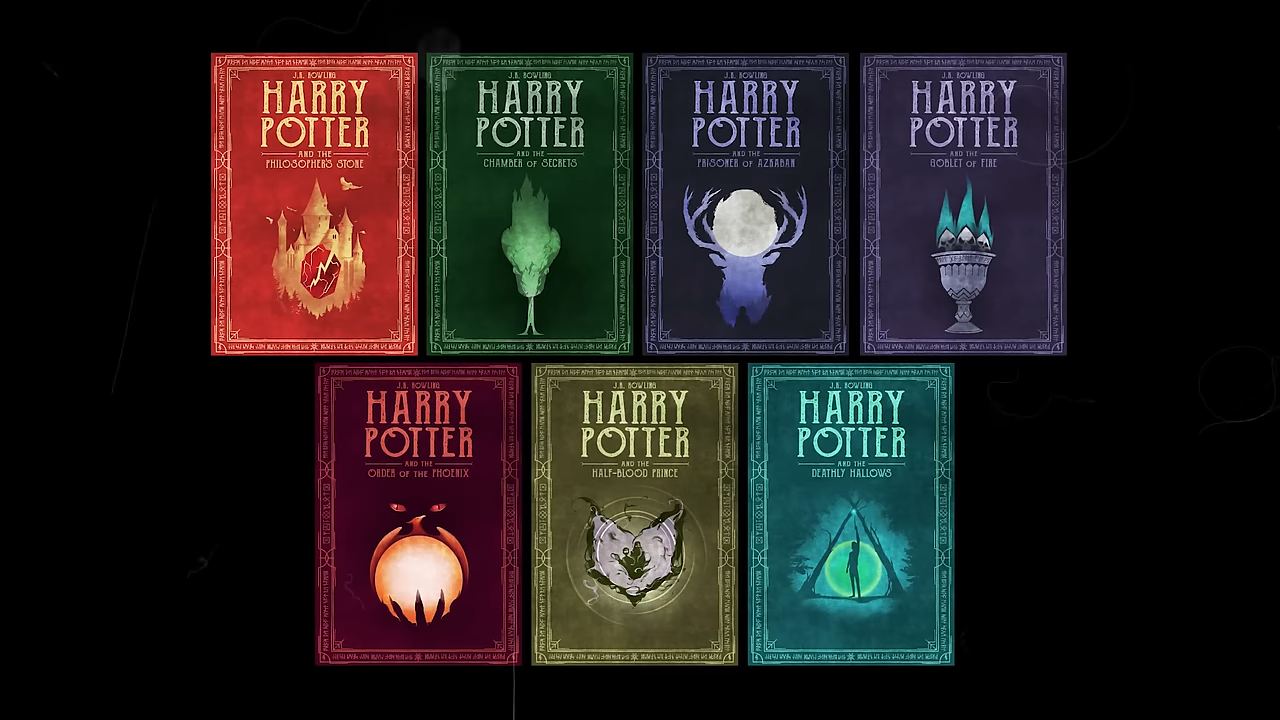 J.K. ROWLING
HARRY
POTTER
AND THE
PHILOSOPHER'S STONE
J.K. ROWLING
HARRY
POTTER
AND THE
CHAMBER OF SECRETS
J.K. ROWLING
HARRY
POTTER
AND THE
PRISONER OF AZKABAN
J.K. ROWLING
HARRY
POTTER
AND THE
GOBLET OF FIRE
J.K. ROWLING
HARRY
POTTER
AND THE
ORDER OF THE PHOENIX
J.K. ROWLING
HARRY
POTTER
AND THE
HALF-BLOOD PRINCE
J.K. ROWLING
HARRY
POTTER
AND THE
DEATHLY HALLOWS